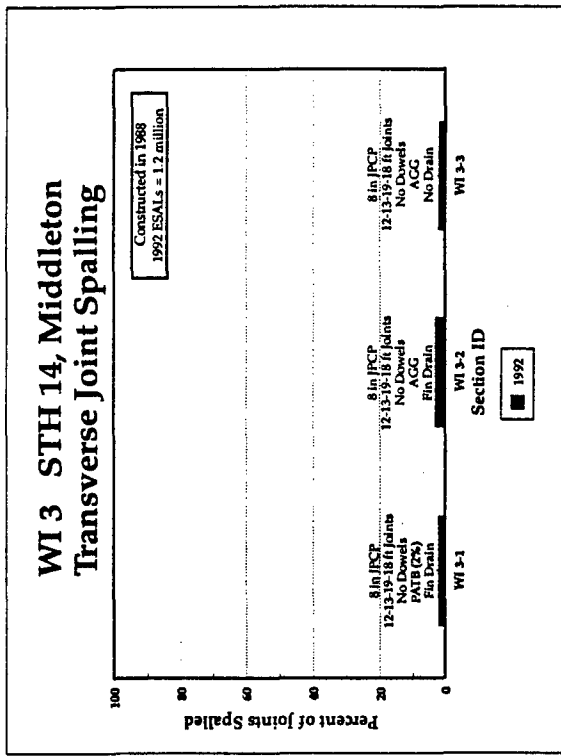 WI 3 STH 14, Middleton
Transverse Joint Spalling
Constructed in 1988
1992 ESALs = 1.2 million
Percent of Joints Spalled
100
80
60
40
20
0
8 in JPCP
12-13-19-18 ft Joints
No Dowels
PATB (2%)
Fin Drain
WI 3-1
8 in JPCP
12-13-19-18 ft Joints
No Dowels
AGG
Fin Drain
WI 3-2
8 in JPCP
12-13-19-18 ft Joints
No Dowels
AGG
No Drain
WI 3-3
Section ID
1992